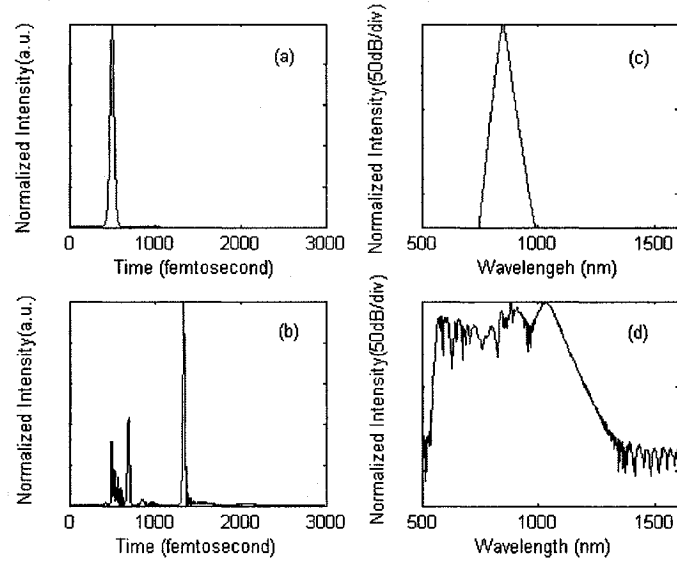 Normalized Intensity(a.u.)
(a)
0 1000 2000 3000
Time (femtosecond)
Normalized Intensity(50dB/div)
(c)
500 1000 1500
Wavelengeh (nm)
Normalized Intensity(a.u.)
(b)
0 1000 2000 3000
Time (femtosecond)
Normalized Intensity(50dB/div)
(d)
500 1000 1500
Wavelength (nm)